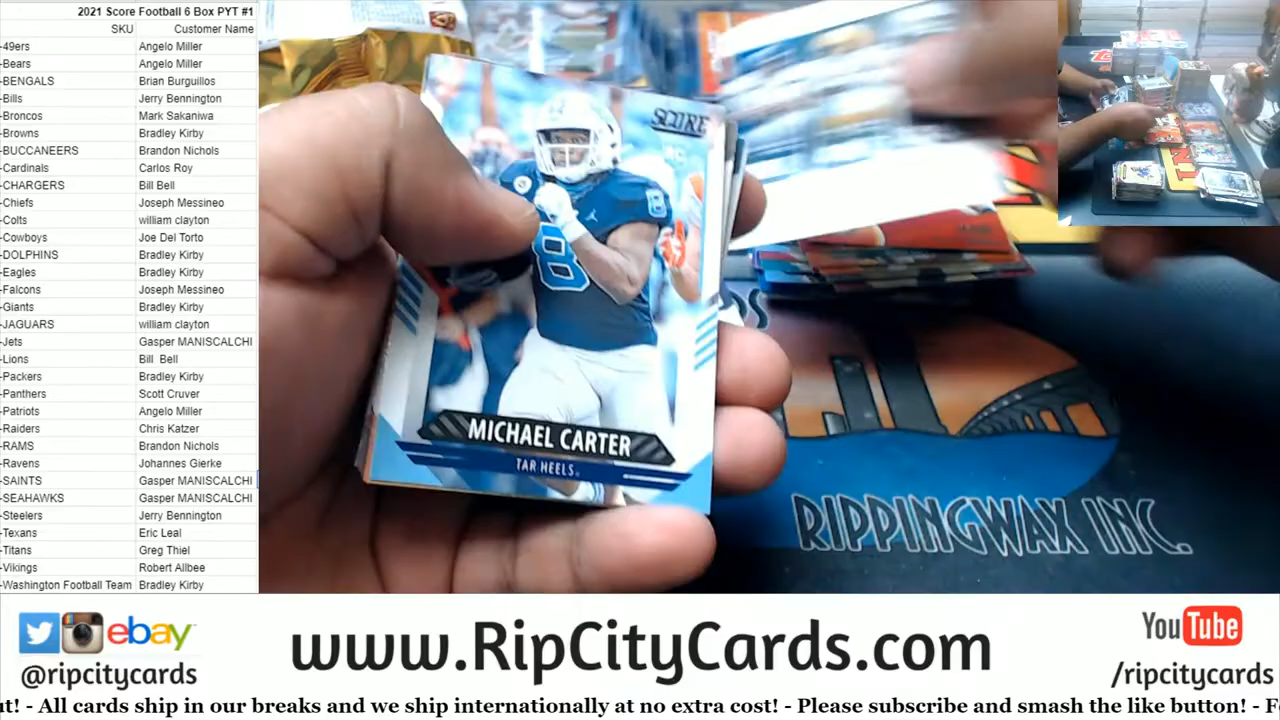 2021 Score Football 6 Box PYT #1
SKU Customer Name
-49ers Angelo Miller
-Bears Angelo Miller
-BENGALS Brian Burguillos
-Bills Jerry Bennington
-Broncos Mark Sakaniwa
-Browns Bradley Kirby
-BUCCANEERS Brandon Nichols
-Cardinals Carlos Roy
-CHARGERS Bill Bell
-Chiefs Joseph Messineo
-Colts william clayton
-Cowboys Joe Del Torto
-DOLPHINS Bradley Kirby
-Eagles Bradley Kirby
-Falcons Joseph Messineo
-Giants Bradley Kirby
-JAGUARS william clayton
-Jets Gasper MANISCALCHI
-Lions Bill Bell
-Packers Bradley Kirby
-Panthers Scott Cruver
-Patriots Angelo Miller
-Raiders Chris Katzer
-RAMS Brandon Nichols
-Ravens Johannes Gierke
-SAINTS Gasper MANISCALCHI
-SEAHAWKS Gasper MANISCALCHI
-Steelers Jerry Bennington
-Texans Eric Leal
-Titans Greg Thiel
-Vikings Robert Allbee
-Washington Football Team Bradley Kirby
SCORE
8
8
MICHAEL CARTER
TAR HEELS
RIPPINGWAX INC.
ebay
@ripcitycards
www.RipCityCards.com
YouTube
/ripcitycards
ut! - All cards ship in our breaks and we ship internationally at no extra cost! - Please subscribe and smash the like button! - F